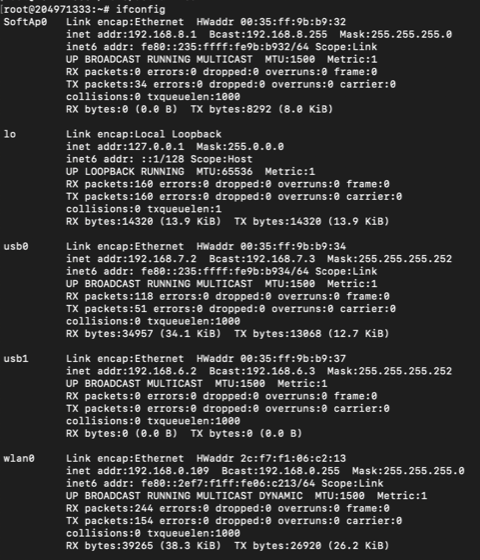 [root@204971333:~# ifconfig
SoftAp0   Link encap:Ethernet  HWaddr 00:35:ff:9b:b9:32
          inet addr:192.168.8.1  Bcast:192.168.8.255  Mask:255.255.255.0
          inet6 addr: fe80::235:ffff:fe9b:b932/64 Scope:Link
          UP BROADCAST RUNNING MULTICAST  MTU:1500  Metric:1
          RX packets:0 errors:0 dropped:0 overruns:0 frame:0
          TX packets:34 errors:0 dropped:0 overruns:0 carrier:0
          collisions:0 txqueuelen:1000
          RX bytes:0 (0.0 B)  TX bytes:8292 (8.0 KiB)
lo        Link encap:Local Loopback
          inet addr:127.0.0.1  Mask:255.0.0.0
          inet6 addr: ::1/128 Scope:Host
          UP LOOPBACK RUNNING  MTU:65536  Metric:1
          RX packets:160 errors:0 dropped:0 overruns:0 frame:0
          TX packets:160 errors:0 dropped:0 overruns:0 carrier:0
          collisions:0 txqueuelen:1
          RX bytes:14320 (13.9 KiB)  TX bytes:14320 (13.9 KiB)
usb0      Link encap:Ethernet  HWaddr 00:35:ff:9b:b9:34
          inet addr:192.168.7.2  Bcast:192.168.7.3  Mask:255.255.255.252
          inet6 addr: fe80::235:ffff:fe9b:b934/64 Scope:Link
          UP BROADCAST RUNNING MULTICAST  MTU:1500  Metric:1
          RX packets:118 errors:0 dropped:0 overruns:0 frame:0
          TX packets:51 errors:0 dropped:0 overruns:0 carrier:0
          collisions:0 txqueuelen:1000
          RX bytes:34957 (34.1 KiB)  TX bytes:13068 (12.7 KiB)
usb1      Link encap:Ethernet  HWaddr 00:35:ff:9b:b9:37
          inet addr:192.168.6.2  Bcast:192.168.6.3  Mask:255.255.255.252
          UP BROADCAST MULTICAST  MTU:1500  Metric:1
          RX packets:0 errors:0 dropped:0 overruns:0 frame:0
          TX packets:0 errors:0 dropped:0 overruns:0 carrier:0
          collisions:0 txqueuelen:1000
          RX bytes:0 (0.0 B)  TX bytes:0 (0.0 B)
wlan0     Link encap:Ethernet  HWaddr 2c:f7:f1:06:c2:13
          inet addr:192.168.0.109  Bcast:192.168.0.255  Mask:255.255.255.0
          inet6 addr: fe80::2ef7:f1ff:fe06:c213/64 Scope:Link
          UP BROADCAST RUNNING MULTICAST DYNAMIC  MTU:1500  Metric:1
          RX packets:244 errors:0 dropped:0 overruns:0 frame:0
          TX packets:154 errors:0 dropped:0 overruns:0 carrier:0
          collisions:0 txqueuelen:1000
          RX bytes:39265 (38.3 KiB)  TX bytes:26920 (26.2 KiB)